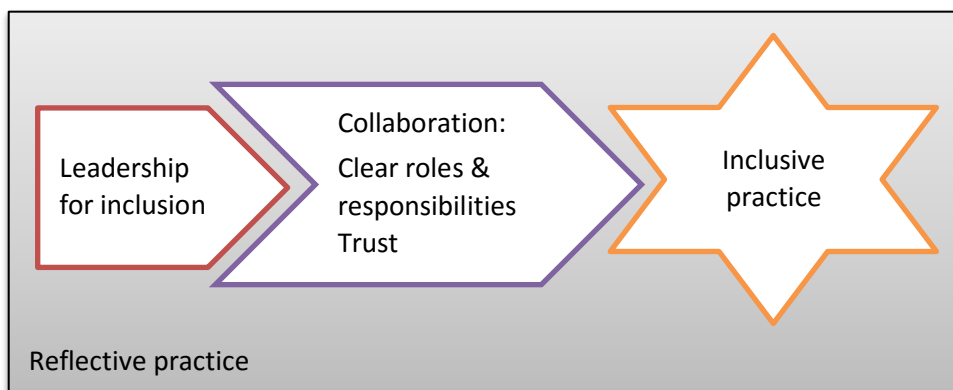 Leadership
for inclusion
Collaboration:
Clear roles &
responsibilities
Trust
Inclusive
practice
Reflective practice